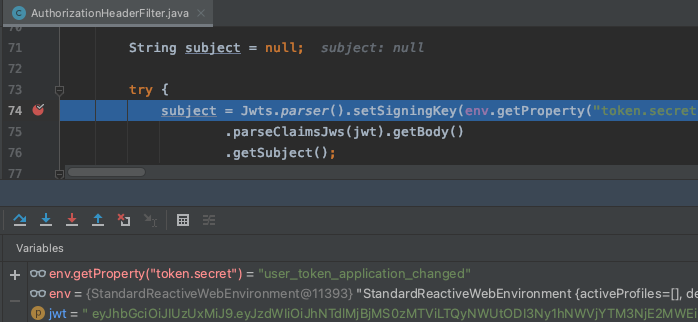 AuthorizationHeaderFilter.java
71 String subject = null; subject: null
72
73 try {
74 subject = Jwts.parser().setSigningKey(env.getProperty("token.secret
75 .parseClaimsJws(jwt).getBody()
76 .getSubject();
77
Variables
env.getProperty("token.secret") = "user_token_application_changed"
env = {StandardReactiveWebEnvironment@11393} "StandardReactiveWebEnvironment {activeProfiles=[], de
jwt = " eyJhbGciOiJIUzUxMiJ9.eyJzdWIiOiJhNTdlMjBjMS0zMTViLTQyNWUtODI3Ny1hNWVjYTM3NjE2MWEi